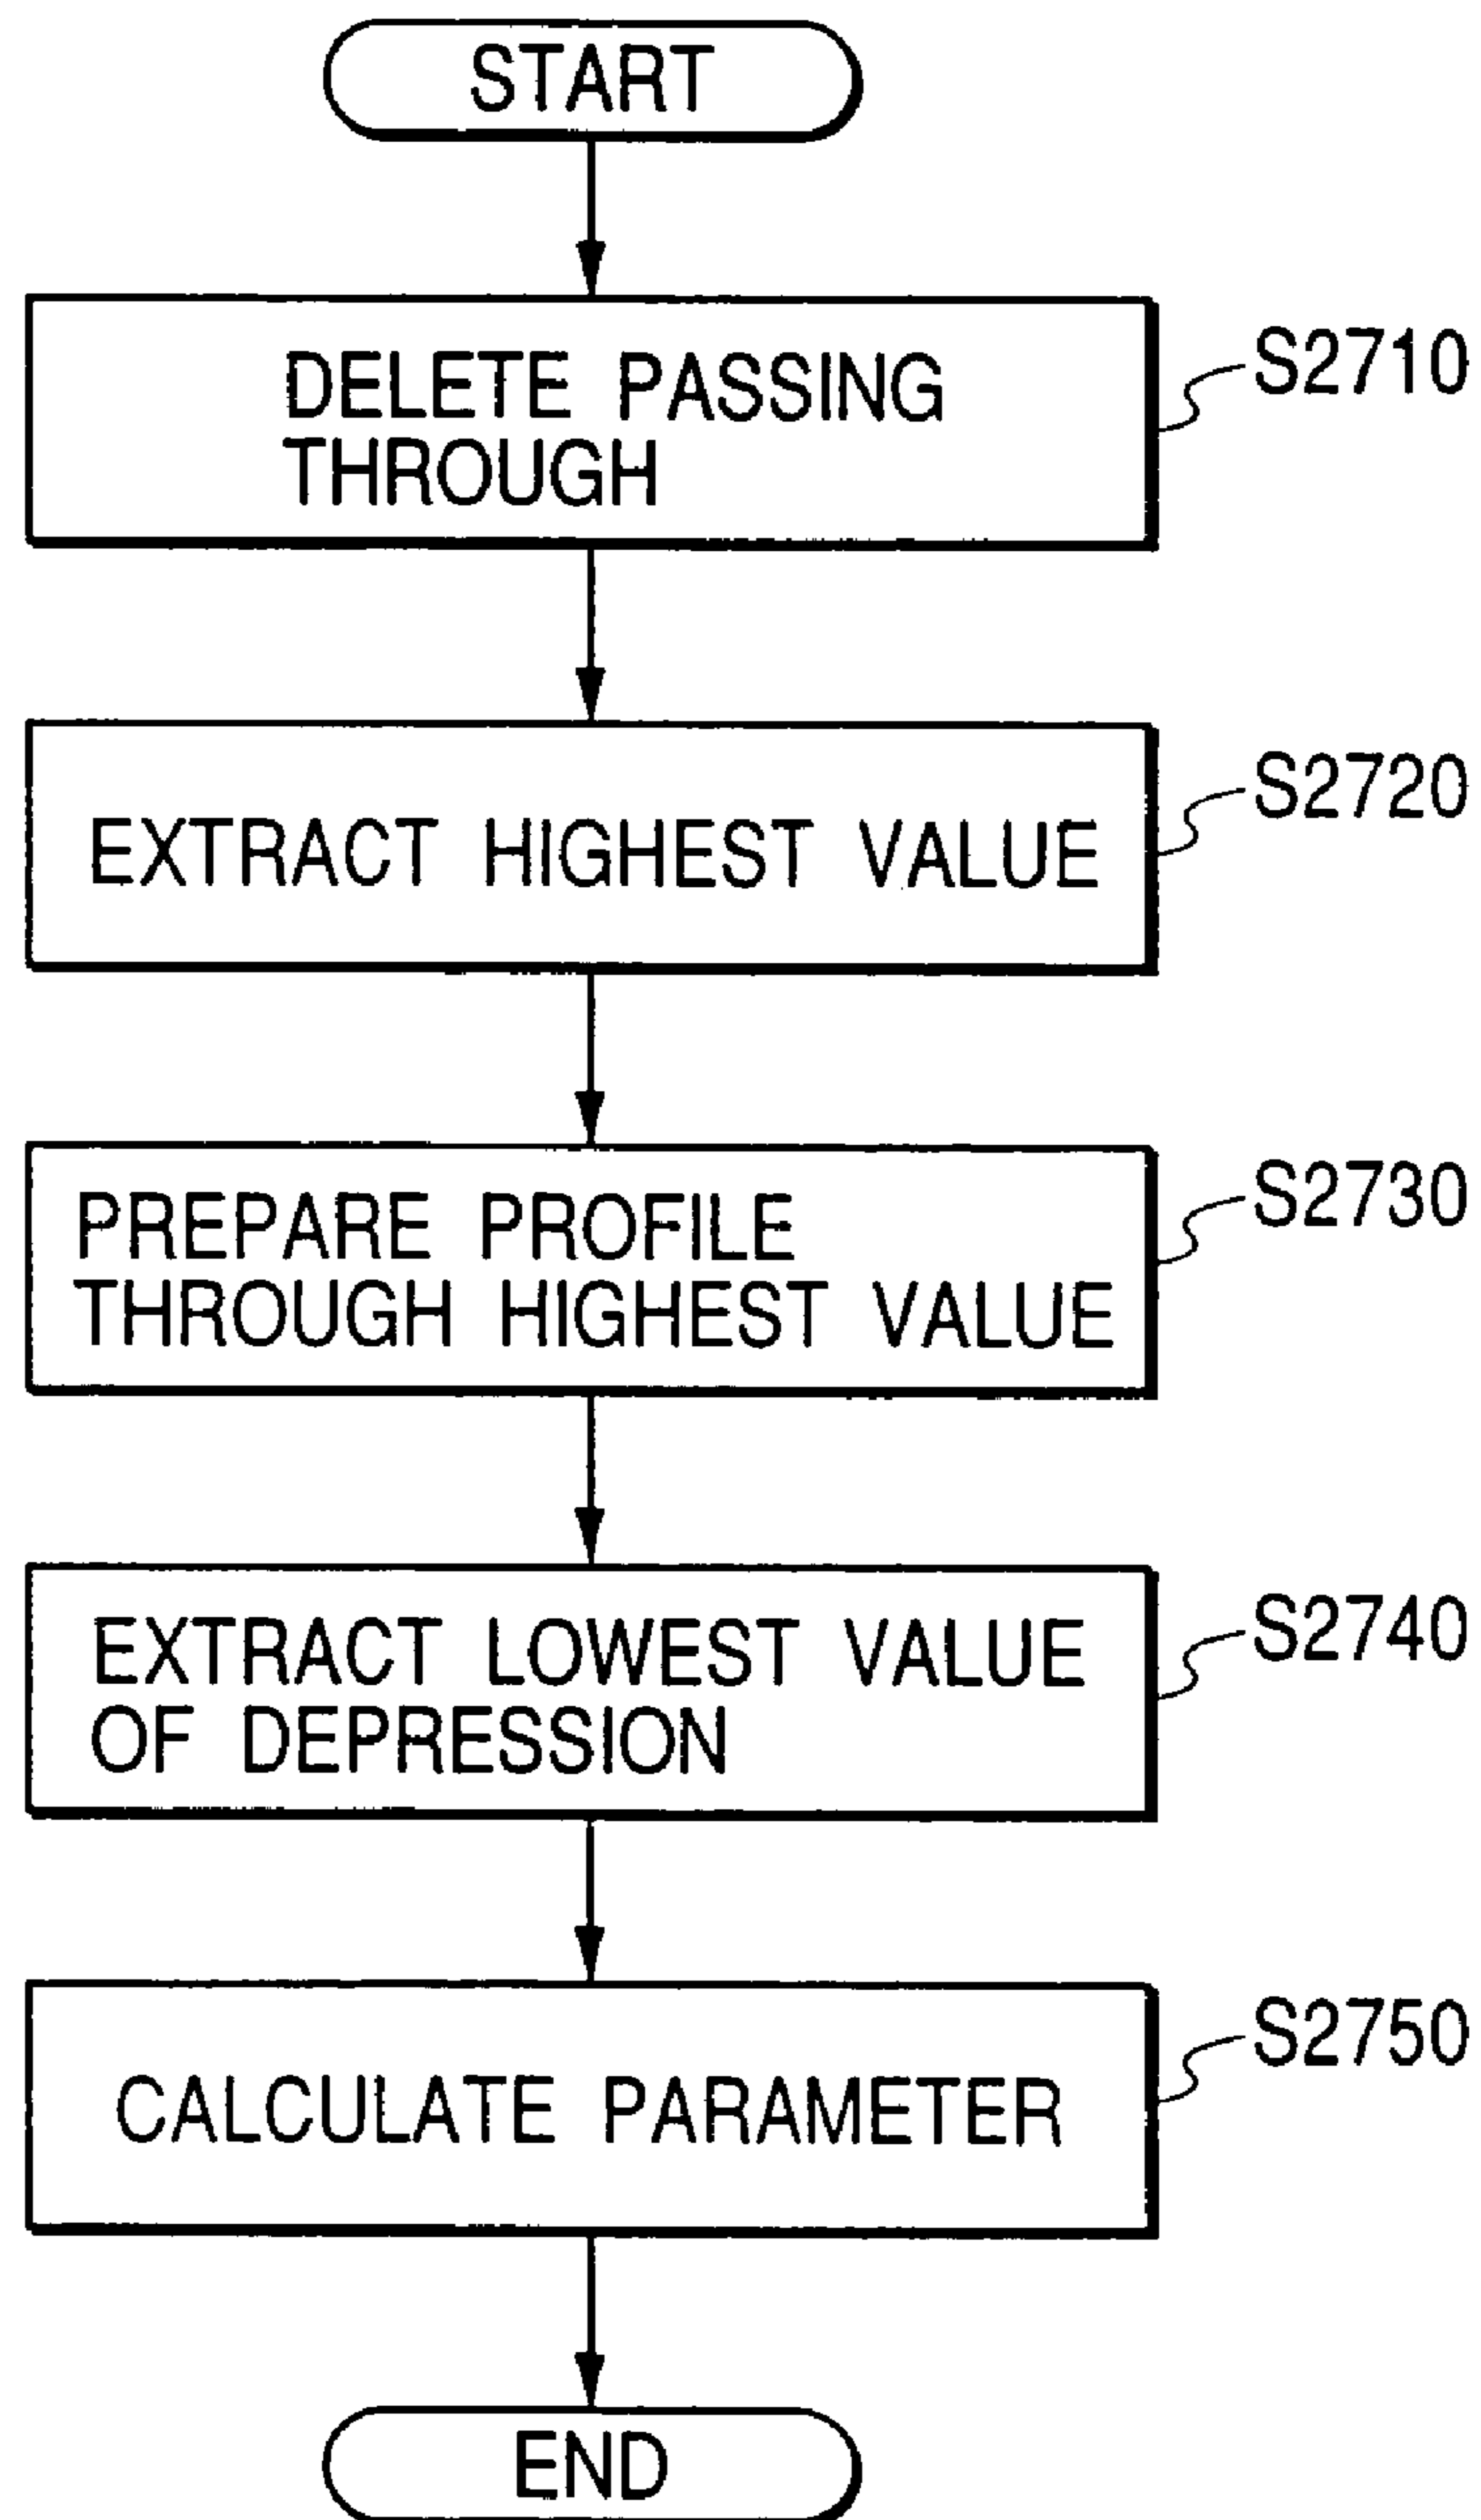 START
DELETE PASSING
THROUGH
S2710
EXTRACT HIGHEST VALUE
S2720
PREPARE PROFILE
THROUGH HIGHEST VALUE
S2730
EXTRACT LOWEST VALUE
OF DEPRESSION
S2740
CALCULATE PARAMETER
S2750
END